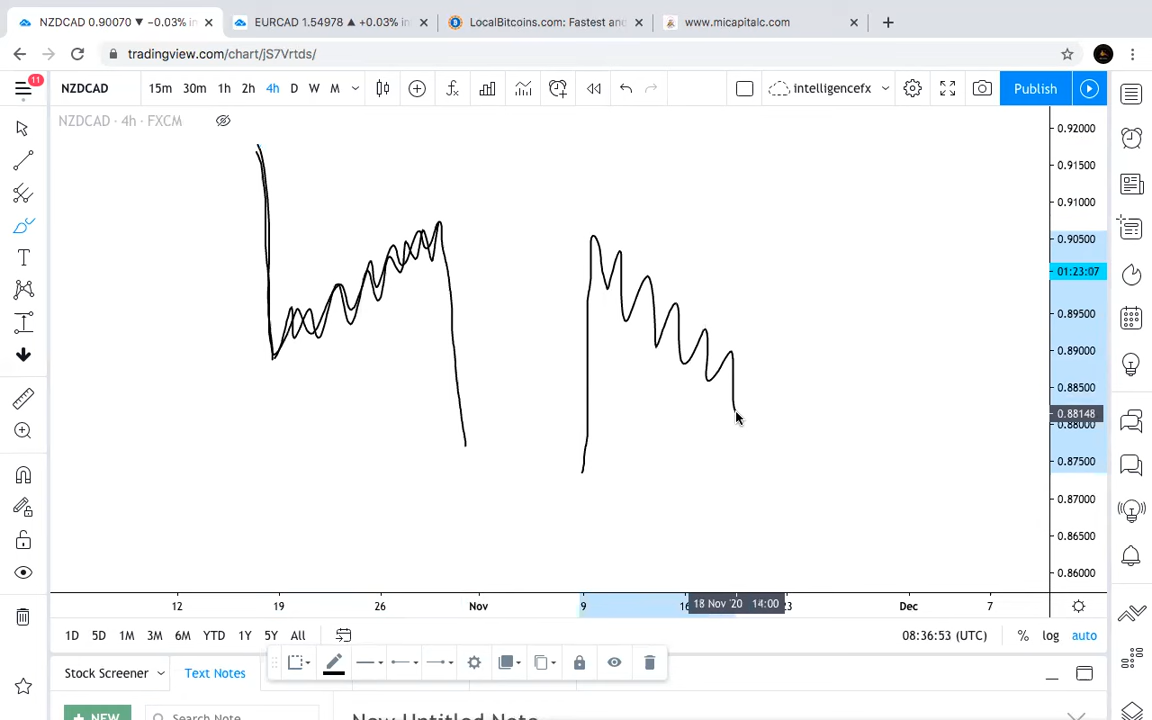 NZDCAD 0.90070 ▼ −0.03% in
EURCAD 1.54978 ▲ +0.03% in
LocalBitcoins.com: Fastest and
www.micapitalc.com
tradingview.com/chart/jS7Vrtds/
11
NZDCAD 15m 30m 1h 2h 4h D W M intelligencefx Publish
NZDCAD · 4h · FXCM
0.92000
0.91500
0.91000
0.90500
01:23:07
0.89500
0.89000
0.88500
0.88148
0.88000
0.87500
0.87000
0.86500
0.86000
12 19 26 Nov 9 16 18 Nov '20 14:00 23 Dec 7
1D 5D 1M 3M 6M YTD 1Y 5Y All 08:36:53 (UTC) % log auto
Stock Screener Text Notes
+ NEW Search Note New Untitled Note